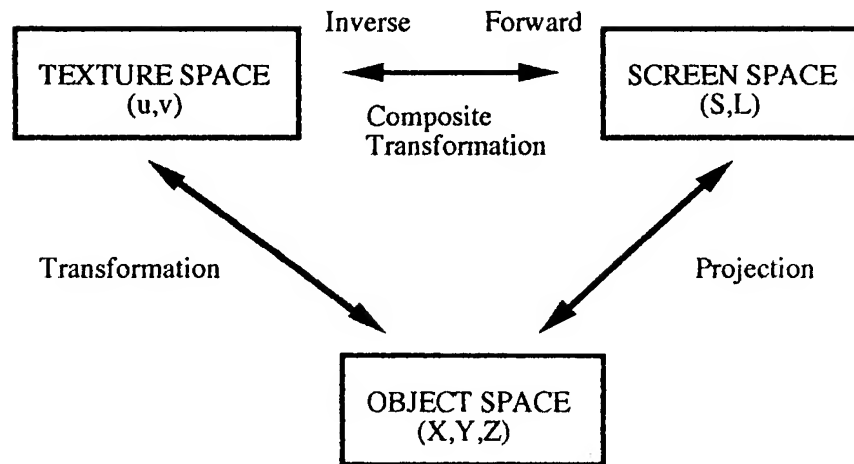 Inverse
Forward
TEXTURE SPACE
(u,v)
SCREEN SPACE
(S,L)
Composite
Transformation
Transformation
Projection
OBJECT SPACE
(X,Y,Z)